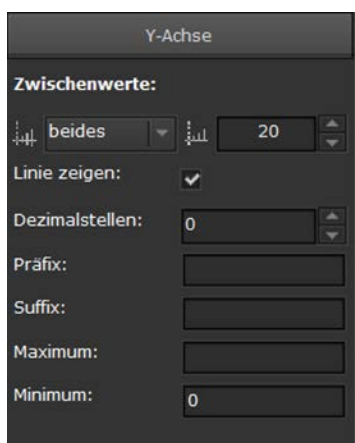 Y-Achse
Zwischenwerte:
beides 20
Linie zeigen:
Dezimalstellen: 0
Präfix:
Suffix:
Maximum:
Minimum: 0